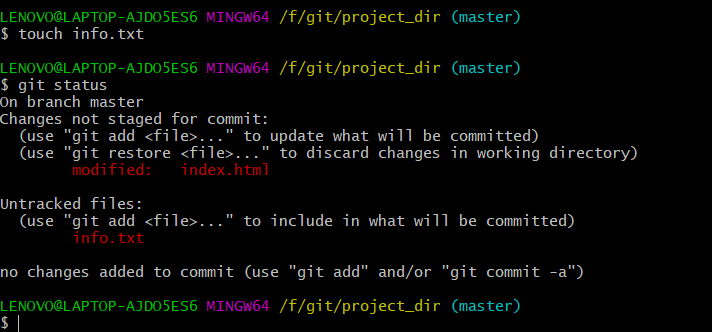 LENOVO@LAPTOP-AJDO5ES6 MINGW64 /f/git/project_dir (master)
$ touch info.txt
LENOVO@LAPTOP-AJDO5ES6 MINGW64 /f/git/project_dir (master)
$ git status
On branch master
Changes not staged for commit:
  (use "git add <file>..." to update what will be committed)
  (use "git restore <file>..." to discard changes in working directory)
        modified:   index.html
Untracked files:
  (use "git add <file>..." to include in what will be committed)
        info.txt
no changes added to commit (use "git add" and/or "git commit -a")
LENOVO@LAPTOP-AJDO5ES6 MINGW64 /f/git/project_dir (master)
$